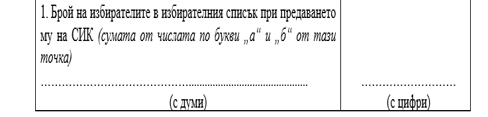 1. Брой на избирателите в избирателния списък при предаването
му на СИК (сумата от числата по букви „а“ и „б“ от тази
точка)
……………………………………........................................... ………………………
(с думи) (с цифри)